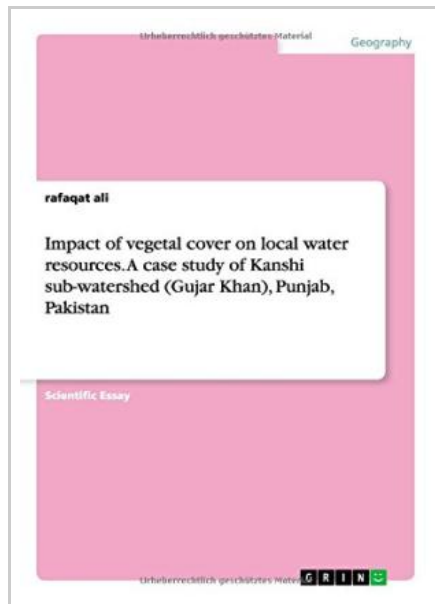 Urheberrechtlich geschütztes Material
Geography
rafaqat ali
Impact of vegetal cover on local water
resources. A case study of Kanshi
sub-watershed (Gujar Khan), Punjab,
Pakistan
Scientific Essay
Urheberrechtlich geschütztes Mater
GRIN